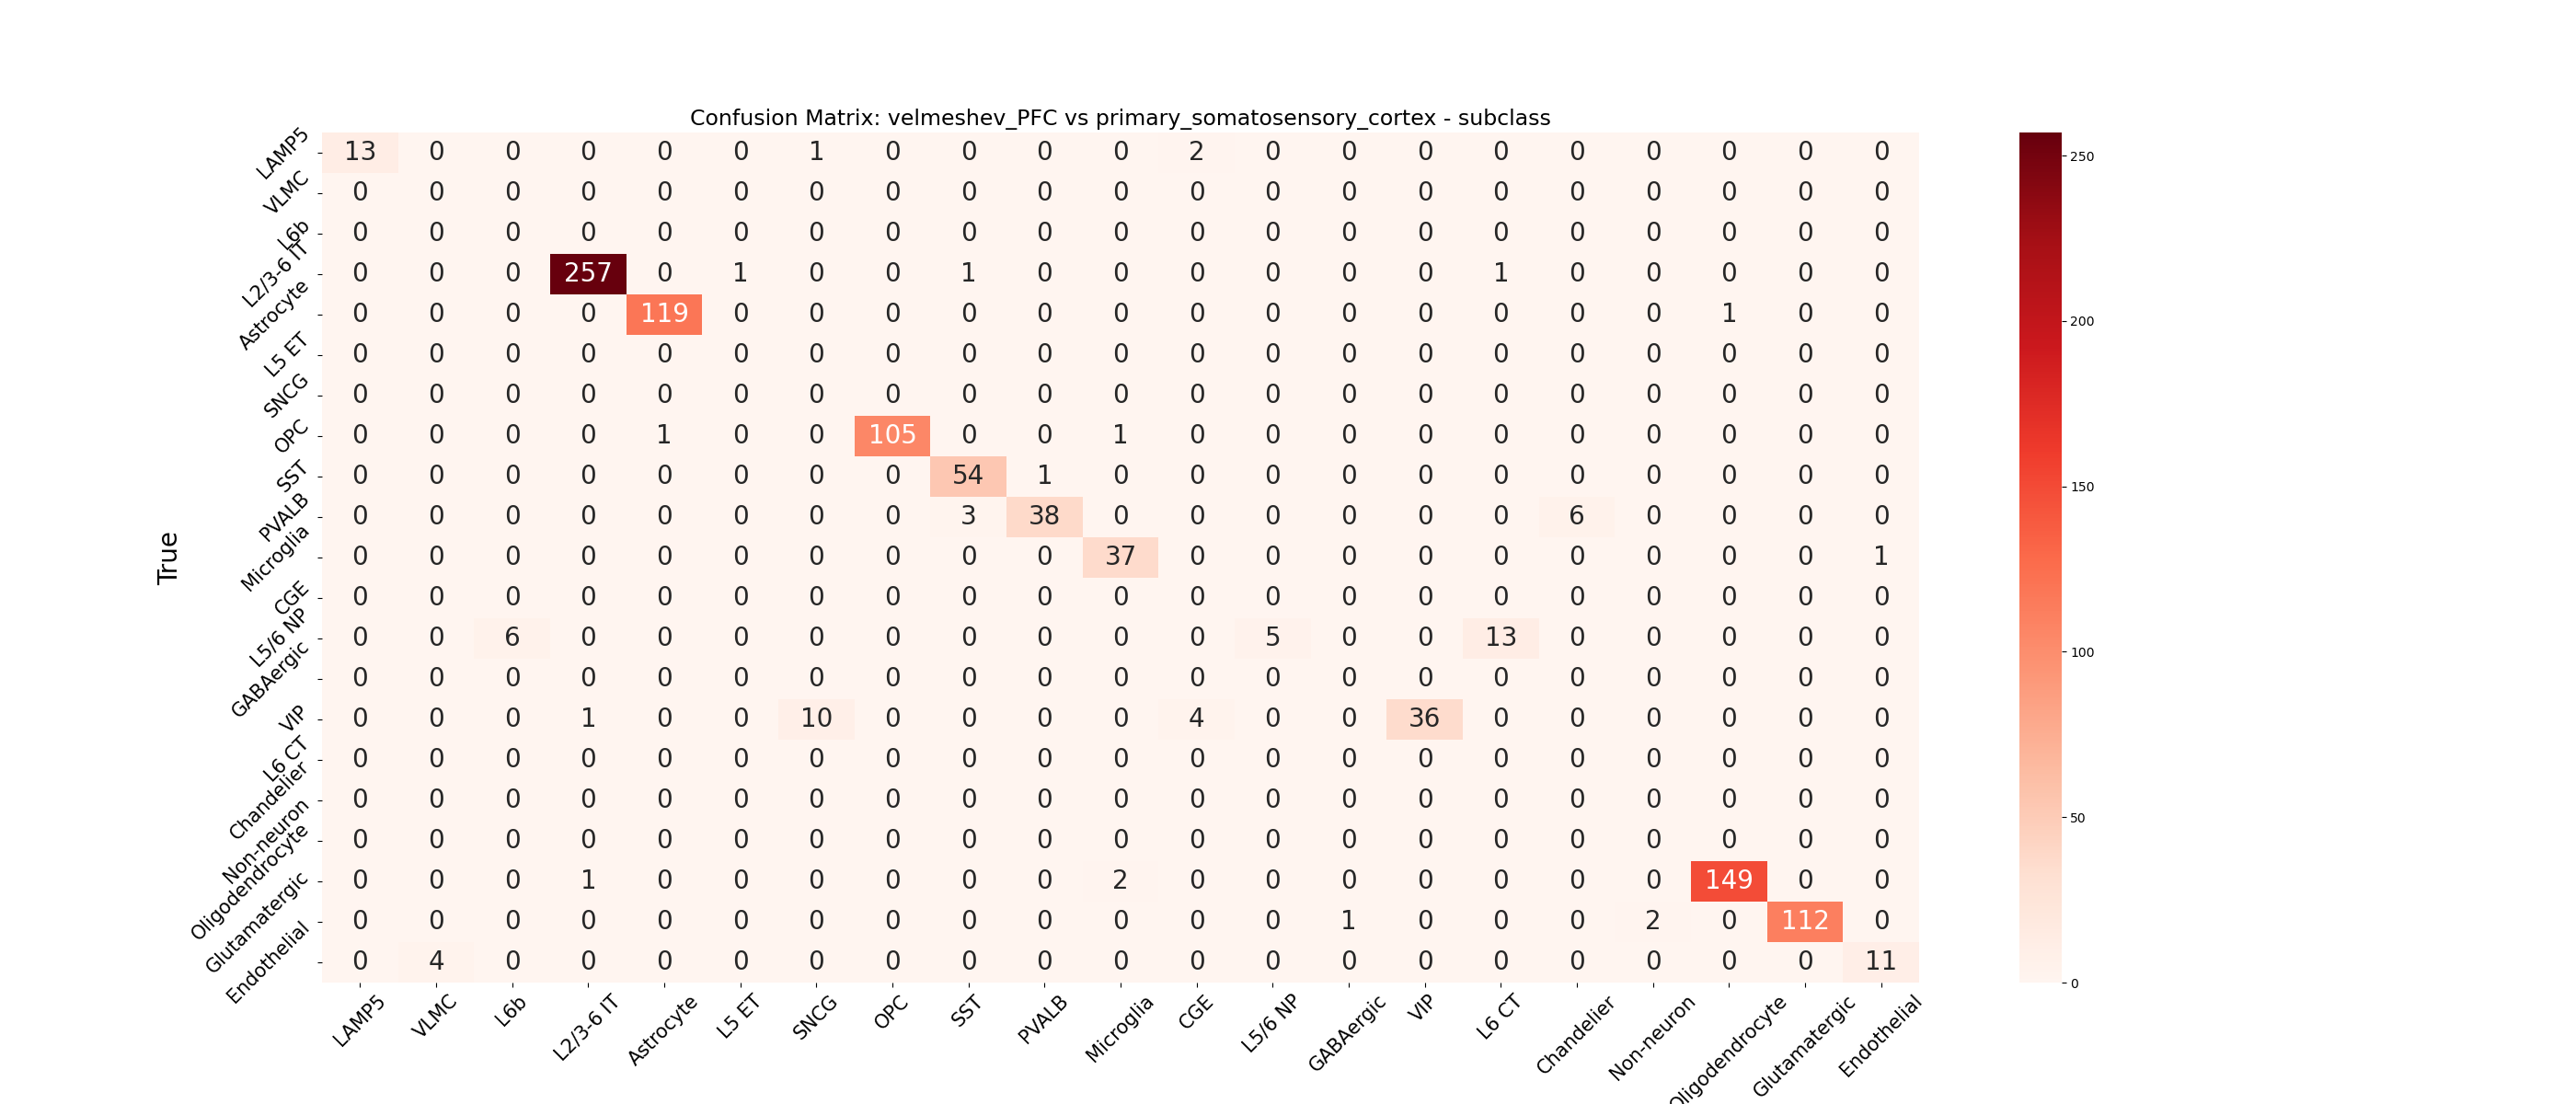 Confusion Matrix: velmeshev_PFC vs primary_somatosensory_cortex - subclass
True
LAMP5 13 0 0 0 0 0 1 0 0 0 0 2 0 0 0 0 0 0 0 0 0
VLMC 0 0 0 0 0 0 0 0 0 0 0 0 0 0 0 0 0 0 0 0 0
L6b 0 0 0 0 0 0 0 0 0 0 0 0 0 0 0 0 0 0 0 0 0
L2/3-6 IT 0 0 0 257 0 1 0 0 1 0 0 0 0 0 0 1 0 0 0 0 0
Astrocyte 0 0 0 0 119 0 0 0 0 0 0 0 0 0 0 0 0 0 1 0 0
L5 ET 0 0 0 0 0 0 0 0 0 0 0 0 0 0 0 0 0 0 0 0 0
SNCG 0 0 0 0 0 0 0 0 0 0 0 0 0 0 0 0 0 0 0 0 0
OPC 0 0 0 0 1 0 0 105 0 0 1 0 0 0 0 0 0 0 0 0 0
SST 0 0 0 0 0 0 0 0 54 1 0 0 0 0 0 0 0 0 0 0 0
PVALB 0 0 0 0 0 0 0 0 3 38 0 0 0 0 0 0 6 0 0 0 0
Microglia 0 0 0 0 0 0 0 0 0 0 37 0 0 0 0 0 0 0 0 0 1
CGE 0 0 0 0 0 0 0 0 0 0 0 0 0 0 0 0 0 0 0 0 0
L5/6 NP 0 0 6 0 0 0 0 0 0 0 0 0 5 0 0 13 0 0 0 0 0
GABAergic 0 0 0 0 0 0 0 0 0 0 0 0 0 0 0 0 0 0 0 0 0
VIP 0 0 0 1 0 0 10 0 0 0 0 4 0 0 36 0 0 0 0 0 0
L6 CT 0 0 0 0 0 0 0 0 0 0 0 0 0 0 0 0 0 0 0 0 0
Chandelier 0 0 0 0 0 0 0 0 0 0 0 0 0 0 0 0 0 0 0 0 0
Non-neuron 0 0 0 0 0 0 0 0 0 0 0 0 0 0 0 0 0 0 0 0 0
Oligodendrocyte 0 0 0 1 0 0 0 0 0 0 2 0 0 0 0 0 0 0 149 0 0
Glutamatergic 0 0 0 0 0 0 0 0 0 0 0 0 0 1 0 0 0 2 0 112 0
Endothelial 0 4 0 0 0 0 0 0 0 0 0 0 0 0 0 0 0 0 0 0 11
LAMP5 VLMC L6b L2/3-6 IT Astrocyte L5 ET SNCG OPC SST PVALB Microglia CGE L5/6 NP GABAergic VIP L6 CT Chandelier Non-neuron Oligodendrocyte Glutamatergic Endothelial
250
200
150
100
50
0